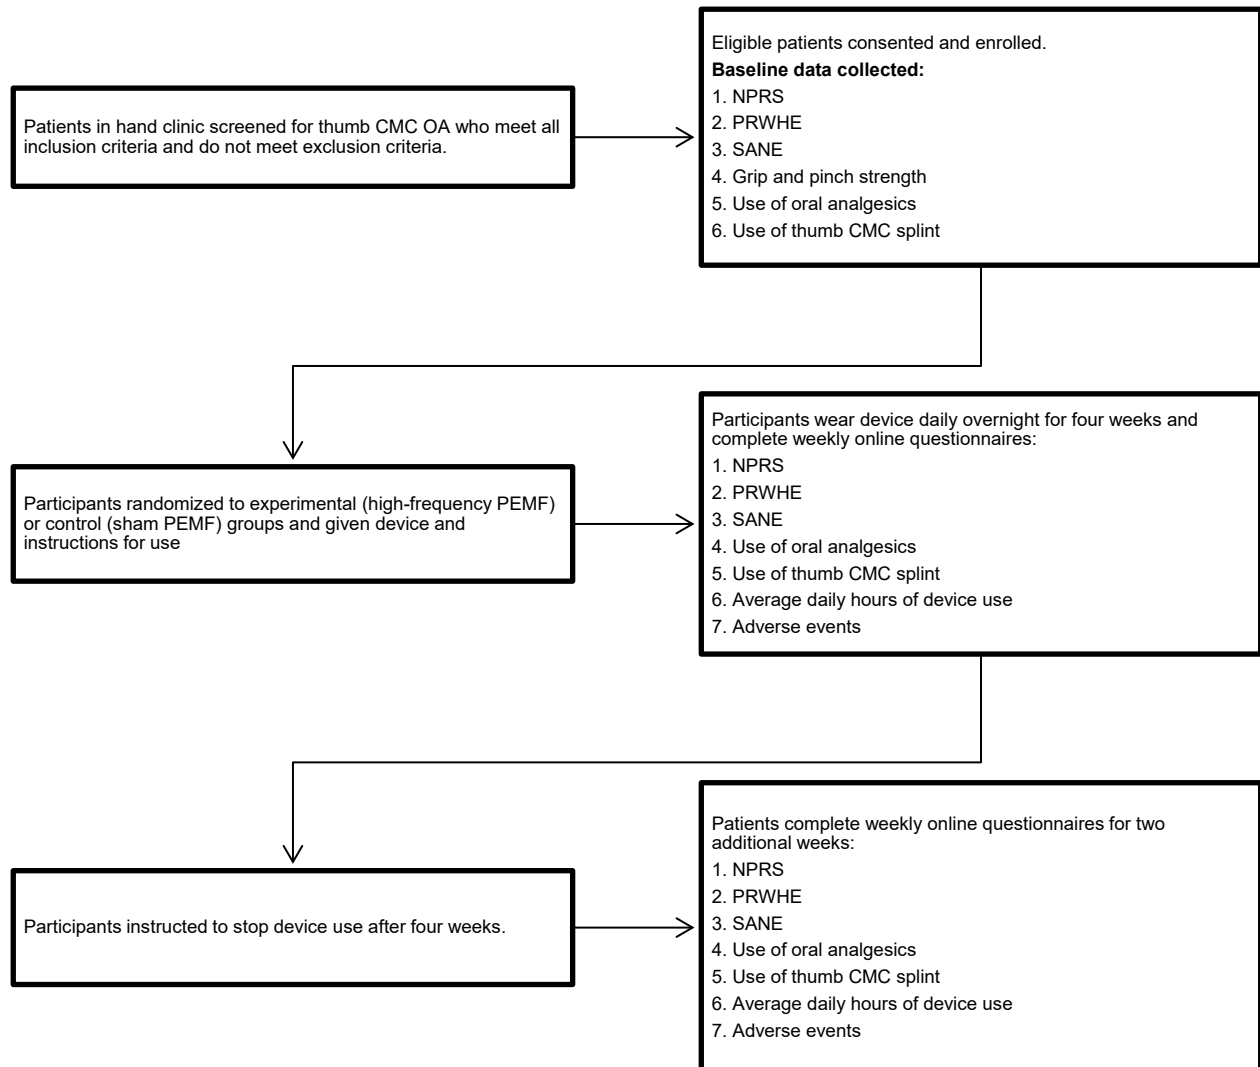 Patients in hand clinic screened for thumb CMC OA who meet all
inclusion criteria and do not meet exclusion criteria.
Eligible patients consented and enrolled.
Baseline data collected:
1. NPRS
2. PRWHE
3. SANE
4. Grip and pinch strength
5. Use of oral analgesics
6. Use of thumb CMC splint
Participants randomized to experimental (high-frequency PEMF)
or control (sham PEMF) groups and given device and
instructions for use
Participants wear device daily overnight for four weeks and
complete weekly online questionnaires:
1. NPRS
2. PRWHE
3. SANE
4. Use of oral analgesics
5. Use of thumb CMC splint
6. Average daily hours of device use
7. Adverse events
Participants instructed to stop device use after four weeks.
Patients complete weekly online questionnaires for two
additional weeks:
1. NPRS
2. PRWHE
3. SANE
4. Use of oral analgesics
5. Use of thumb CMC splint
6. Average daily hours of device use
7. Adverse events